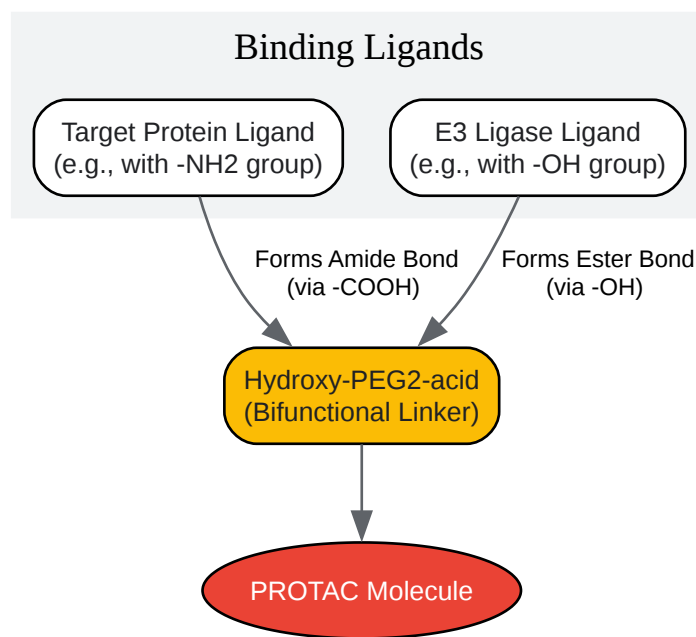 Binding Ligands
Target Protein Ligand
(e.g., with -NH2 group)
E3 Ligase Ligand
(e.g., with -OH group)
Forms Amide Bond
(via -COOH)
Forms Ester Bond
(via -OH)
Hydroxy-PEG2-acid
(Bifunctional Linker)
PROTAC Molecule